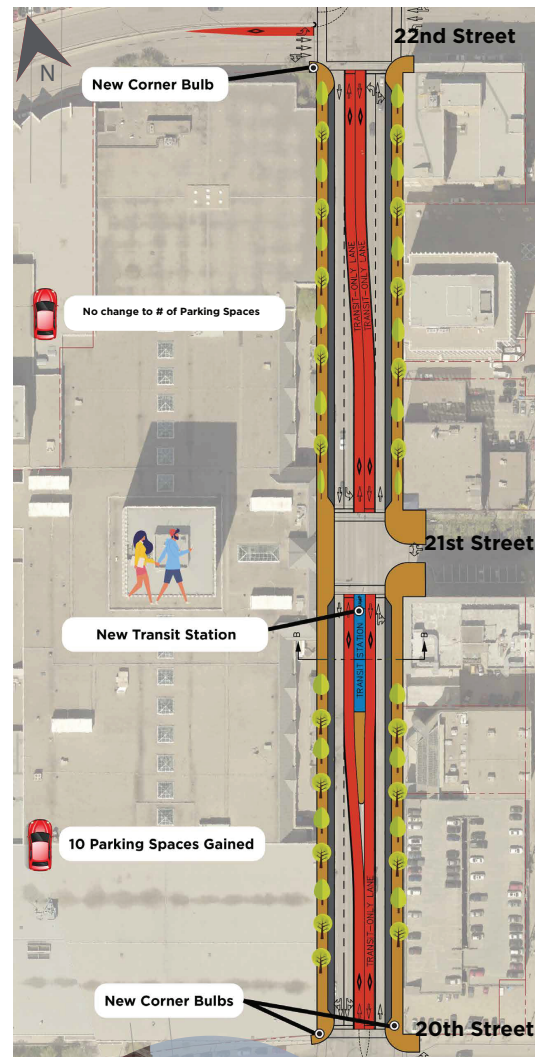 22nd Street
N
New Corner Bulb
TRANSIT-ONLY LANE
TRANSIT-ONLY LANE
No change to # of Parking Spaces
21st Street
New Transit Station
B
B
TRANSIT STATION
10 Parking Spaces Gained
TRANSIT-ONLY LANE
New Corner Bulbs
20th Street